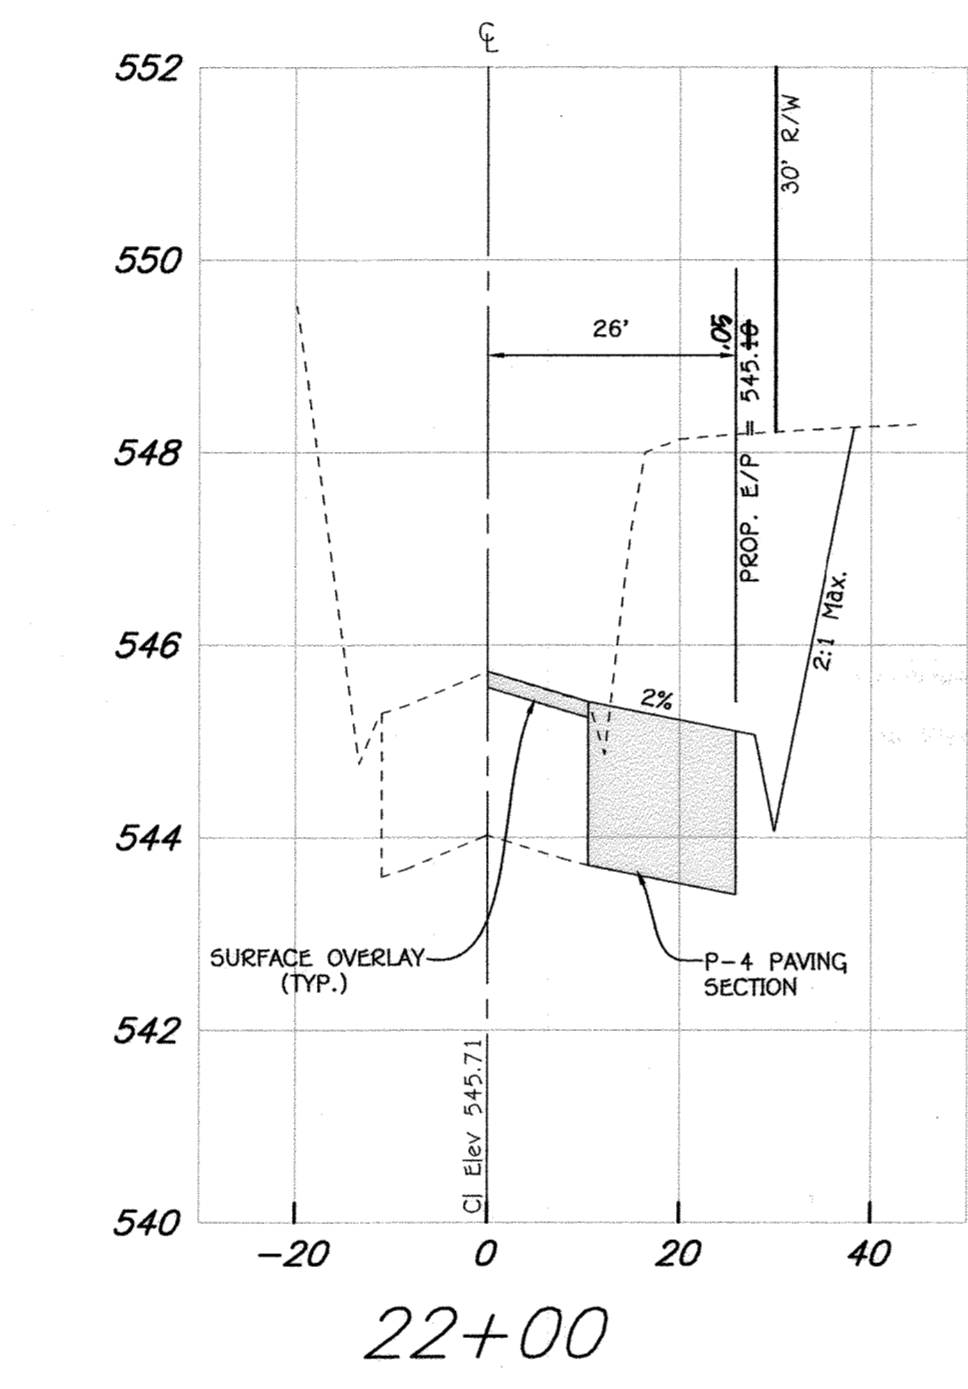 ℄
552
30' R/W
550
26'
.05
PROP. E/P = 545.10
548
2:1 Max.
546
2%
544
SURFACE OVERLAY
(TYP.)
P-4 PAVING
SECTION
542
Cl Elev 545.71
540
-20 0 20 40
22+00